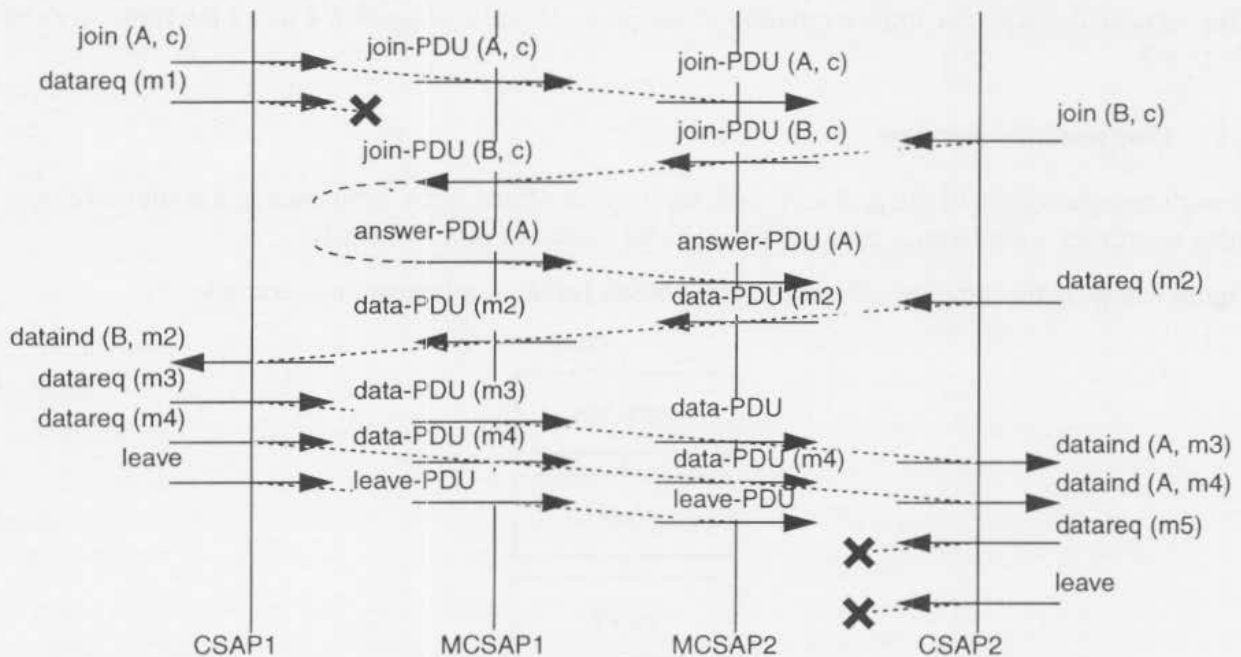 join (A, c)
join-PDU (A, c)
join-PDU (A, c)
datareq (m1)
join (B, c)
join-PDU (B, c)
join-PDU (B, c)
answer-PDU (A)
answer-PDU (A)
datareq (m2)
data-PDU (m2)
data-PDU (m2)
dataind (B, m2)
datareq (m3)
data-PDU (m3)
data-PDU
datareq (m4)
data-PDU (m4)
dataind (A, m3)
leave
data-PDU (m4)
leave-PDU
dataind (A, m4)
leave-PDU
datareq (m5)
leave
CSAP1
MCSAP1
MCSAP2
CSAP2